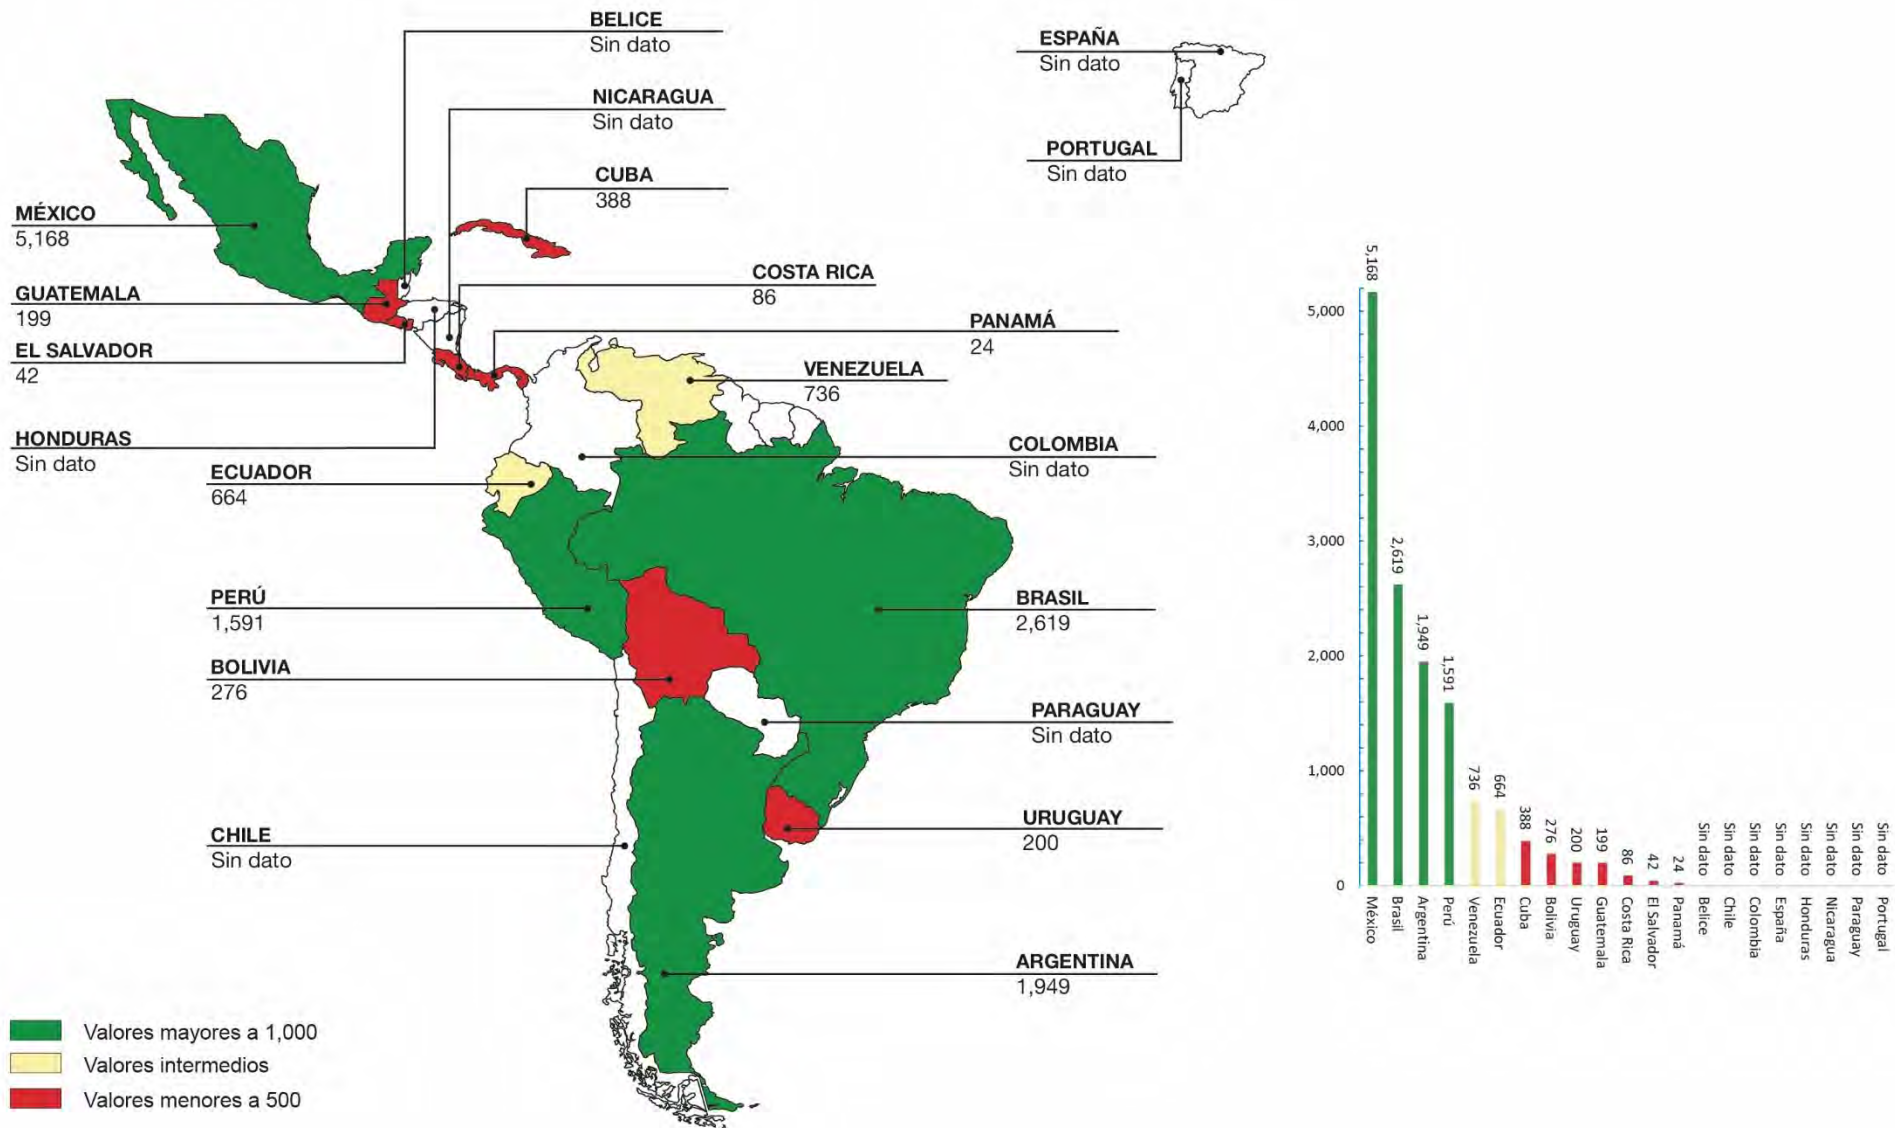 BELICE
Sin dato
NICARAGUA
Sin dato
CUBA
388
ESPAÑA
Sin dato
PORTUGAL
Sin dato
MÉXICO
5,168
GUATEMALA
199
EL SALVADOR
42
HONDURAS
Sin dato
COSTA RICA
86
PANAMÁ
24
VENEZUELA
736
COLOMBIA
Sin dato
ECUADOR
664
PERÚ
1,591
BRASIL
2,619
BOLIVIA
276
PARAGUAY
Sin dato
CHILE
Sin dato
URUGUAY
200
ARGENTINA
1,949
Valores mayores a 1,000
Valores intermedios
Valores menores a 500
5,000
4,000
3,000
2,000
1,000
0
5,168
2,619
1,949
1,591
736
664
388
276
200
199
86
42
24
Sin dato
Sin dato
Sin dato
Sin dato
Sin dato
Sin dato
Sin dato
Sin dato
México
Brasil
Argentina
Perú
Venezuela
Ecuador
Cuba
Bolivia
Uruguay
Guatemala
Costa Rica
El Salvador
Panamá
Belice
Chile
Colombia
España
Honduras
Nicaragua
Paraguay
Portugal